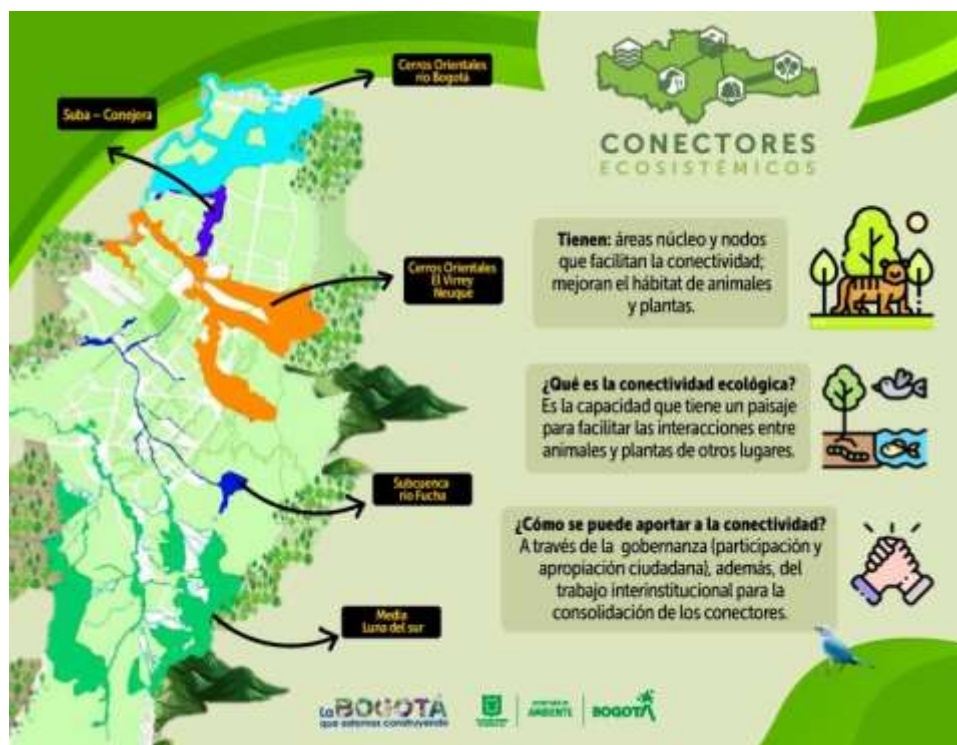 Cerros Orientales
río Bogotá
Suba – Conejera
CONECTORES
ECOSISTÉMICOS
Tienen: áreas núcleo y nodos
que facilitan la conectividad;
mejoran el hábitat de animales
y plantas.
Cerros Orientales
El Virrey
Neuque
¿Qué es la conectividad ecológica?
Es la capacidad que tiene un paisaje
para facilitar las interacciones entre
animales y plantas de otros lugares.
Subcuenca
río Fucha
¿Cómo se puede aportar a la conectividad?
A través de la gobernanza (participación y
apropiación ciudadana), además, del
trabajo interinstitucional para la
consolidación de los conectores.
Media
Luna del sur
La BOGOTÁ
que estamos construyendo
AMBIENTE
BOGOTÁ